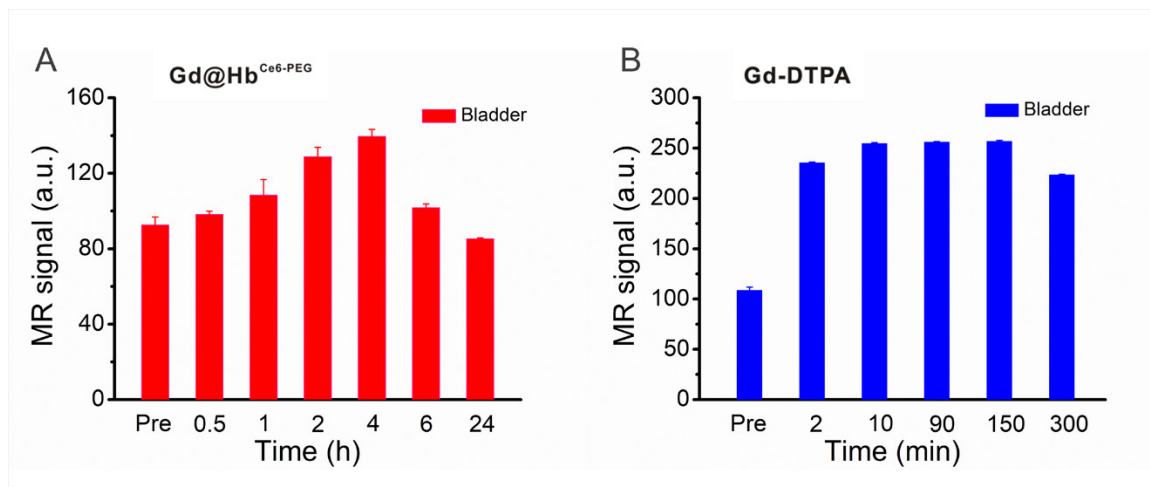 A
Gd@Hb^Ce6-PEG
Bladder
MR signal (a.u.)
160
120
80
40
0
Pre 0.5 1 2 4 6 24
Time (h)
B
Gd-DTPA
Bladder
MR signal (a.u.)
300
250
200
150
100
50
0
Pre 2 10 90 150 300
Time (min)